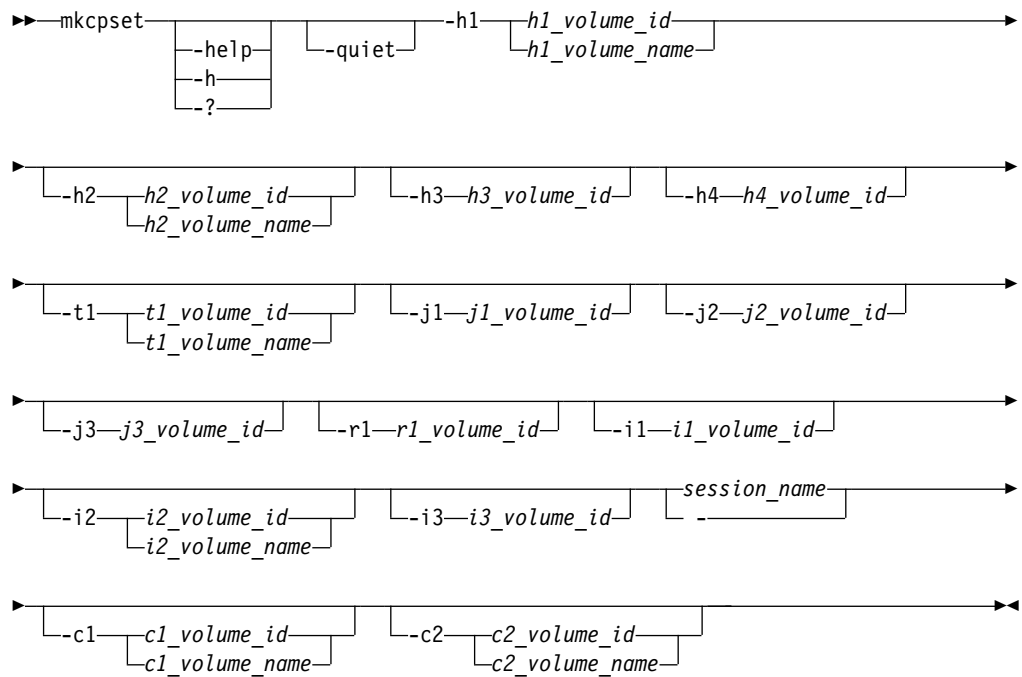 mkcpset -help -h -? -quiet -h1 h1_volume_id
h1_volume_name
-h2 h2_volume_id -h3 h3_volume_id -h4 h4_volume_id
h2_volume_name
-t1 t1_volume_id -j1 j1_volume_id -j2 j2_volume_id
t1_volume_name
-j3 j3_volume_id -r1 r1_volume_id -i1 i1_volume_id
-i2 i2_volume_id -i3 i3_volume_id session_name
i2_volume_name -
-c1 c1_volume_id -c2 c2_volume_id
c1_volume_name c2_volume_name